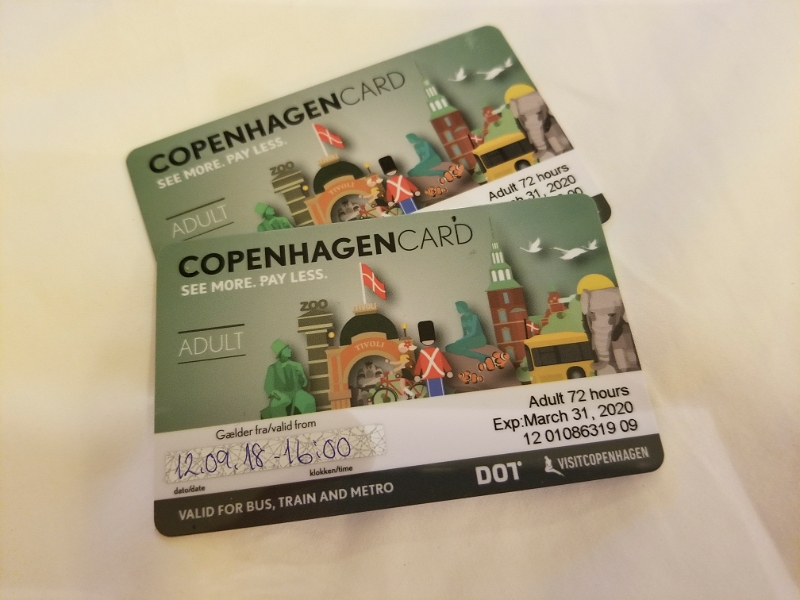 COPENHAGENCARD
SEE MORE. PAY LESS.
ZOO
TIVOLI
ADULT
Adult 72 hours
31, 2020
COPENHAGENCARD
SEE MORE. PAY LESS.
ZOO
TIVOLI
ADULT
Adult 72 hours
Exp:March 31, 2020
12 01086319 09
Gælder fra/valid from
12.09.18 - 16:00
dato/date
klokken/time
DOT
VISITCOPENHAGEN
VALID FOR BUS, TRAIN AND METRO